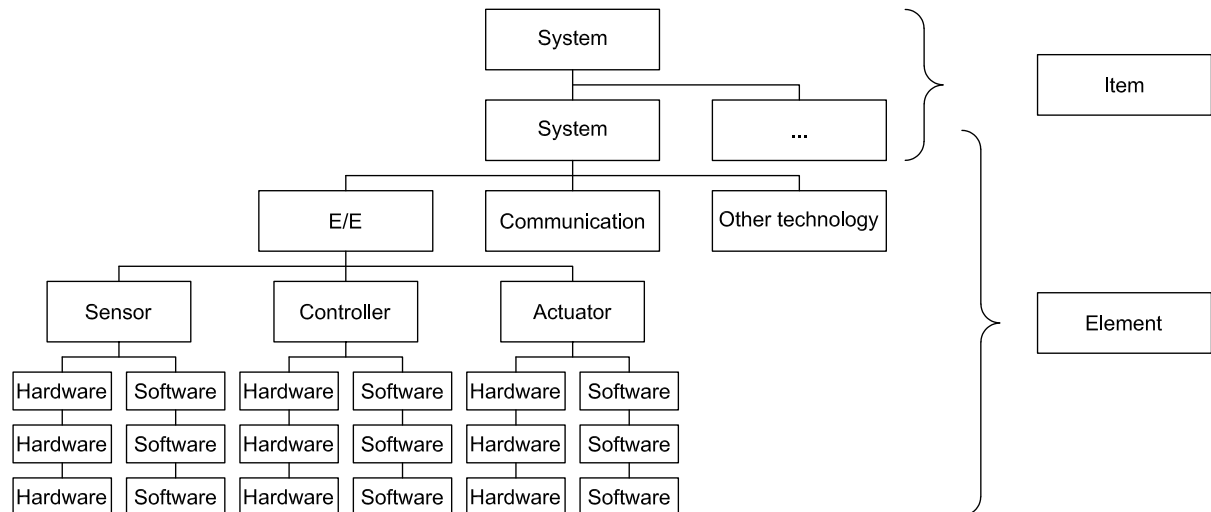 System
Item
System
...
E/E
Communication
Other technology
Sensor
Controller
Actuator
Element
Hardware
Software
Hardware
Software
Hardware
Software
Hardware
Software
Hardware
Software
Hardware
Software
Hardware
Software
Hardware
Software
Hardware
Software